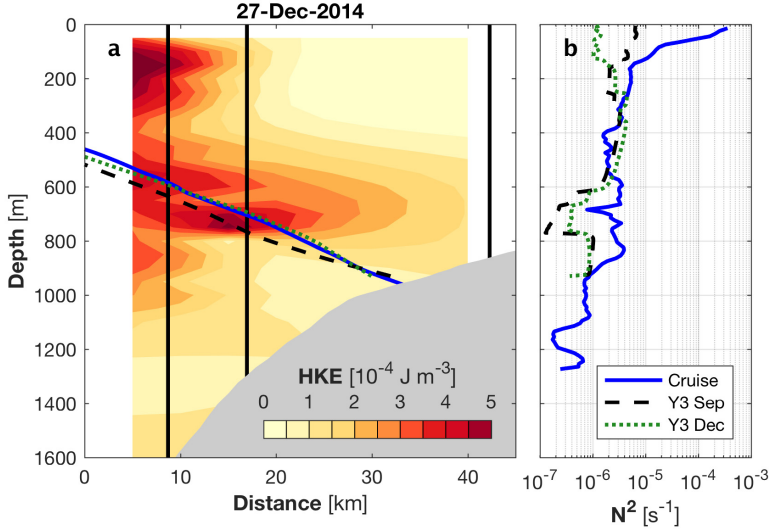 27-Dec-2014
a
b
0
200
400
600
800
1000
1200
1400
1600
Depth [m]
HKE [10⁻⁴ J m⁻³]
0 1 2 3 4 5
Cruise
Y3 Sep
Y3 Dec
0 10 20 30 40
Distance [km]
10⁻⁷ 10⁻⁶ 10⁻⁵ 10⁻⁴ 10⁻³
N² [s⁻¹]